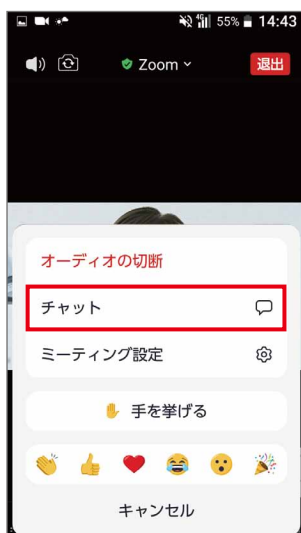 4G 55% 14:43
Zoom 退出
オーディオの切断
チャット
ミーティング設定
手を挙げる
キャンセル